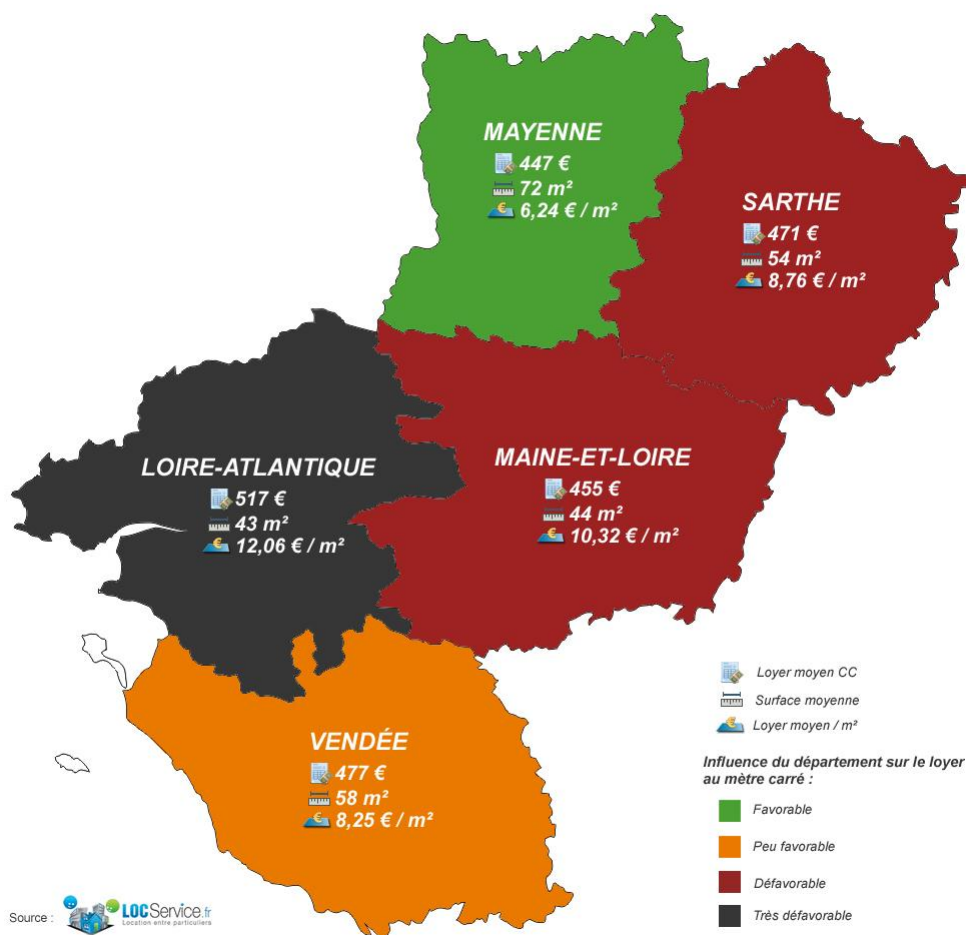 MAYENNE
447 €
72 m²
6,24 € / m²
SARTHE
471 €
54 m²
8,76 € / m²
LOIRE-ATLANTIQUE
517 €
43 m²
12,06 € / m²
MAINE-ET-LOIRE
455 €
44 m²
10,32 € / m²
VENDÉE
477 €
58 m²
8,25 € / m²
Loyer moyen CC
Surface moyenne
Loyer moyen / m²
Influence du département sur le loyer
au mètre carré :
Favorable
Peu favorable
Défavorable
Très défavorable
Source :
LOCService.fr
Location entre particuliers